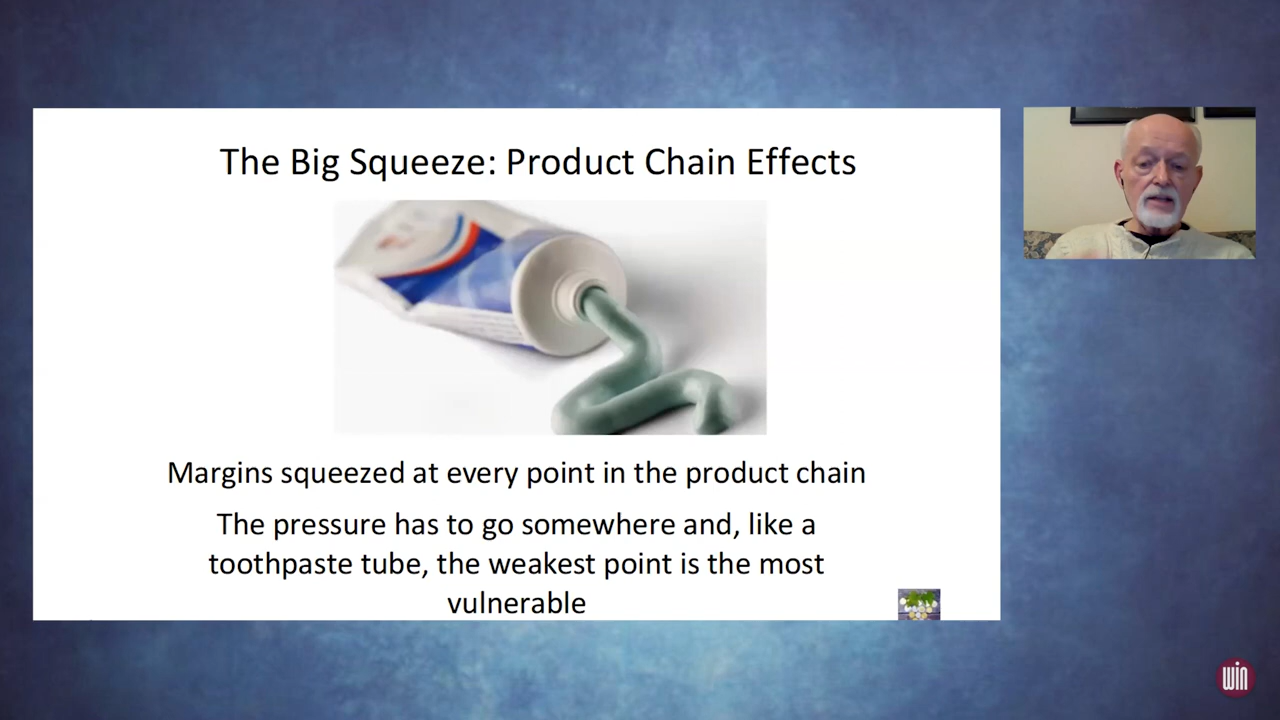 The Big Squeeze: Product Chain Effects
Margins squeezed at every point in the product chain
The pressure has to go somewhere and, like a
toothpaste tube, the weakest point is the most
vulnerable
win